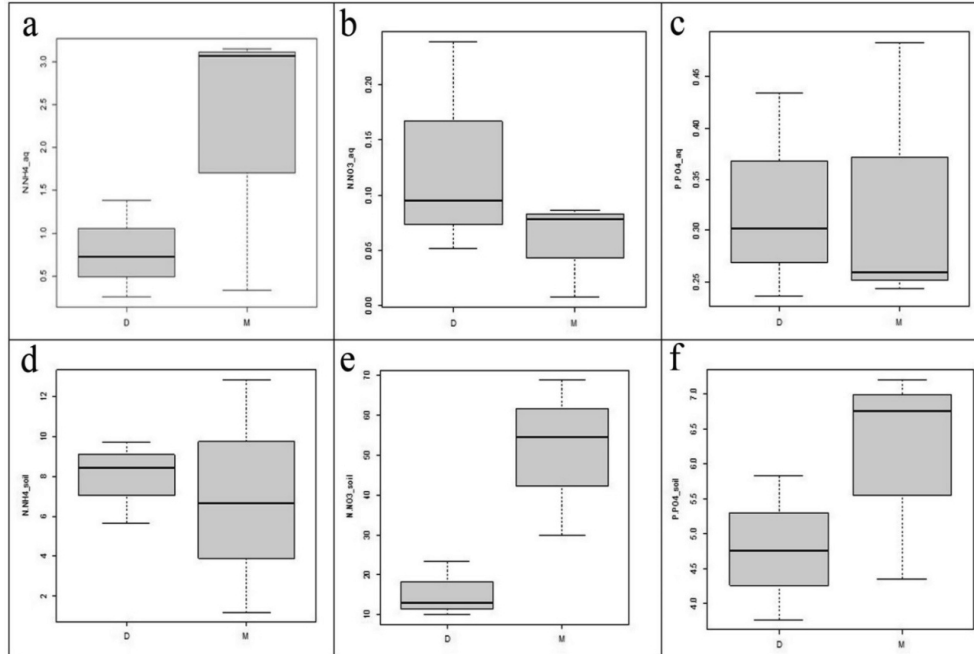 a
N.NH4_aq
3.0
2.5
2.0
1.5
1.0
0.5
D M
b
N.NO3_aq
0.20
0.15
0.10
0.05
0.00
D M
c
P.PO4_aq
0.45
0.40
0.35
0.30
0.25
D M
d
N.NH4_soil
12
10
8
6
4
2
D M
e
N.NO3_soil
70
60
50
40
30
20
10
D M
f
P.PO4_soil
7.0
6.5
6.0
5.5
5.0
4.5
4.0
D M